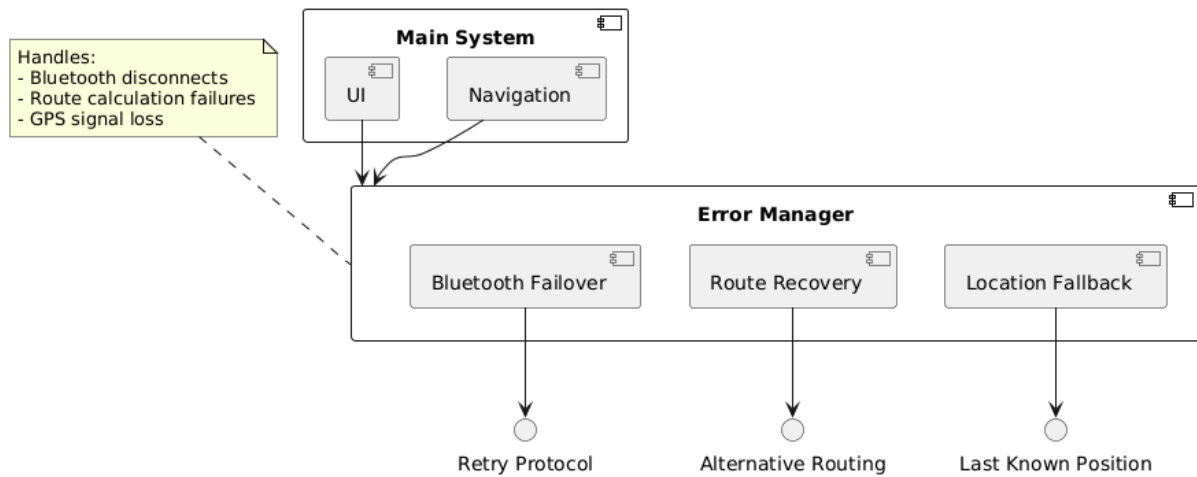 Main System
Handles:
- Bluetooth disconnects
- Route calculation failures
- GPS signal loss
UI
Navigation
Error Manager
Bluetooth Failover
Route Recovery
Location Fallback
Retry Protocol
Alternative Routing
Last Known Position